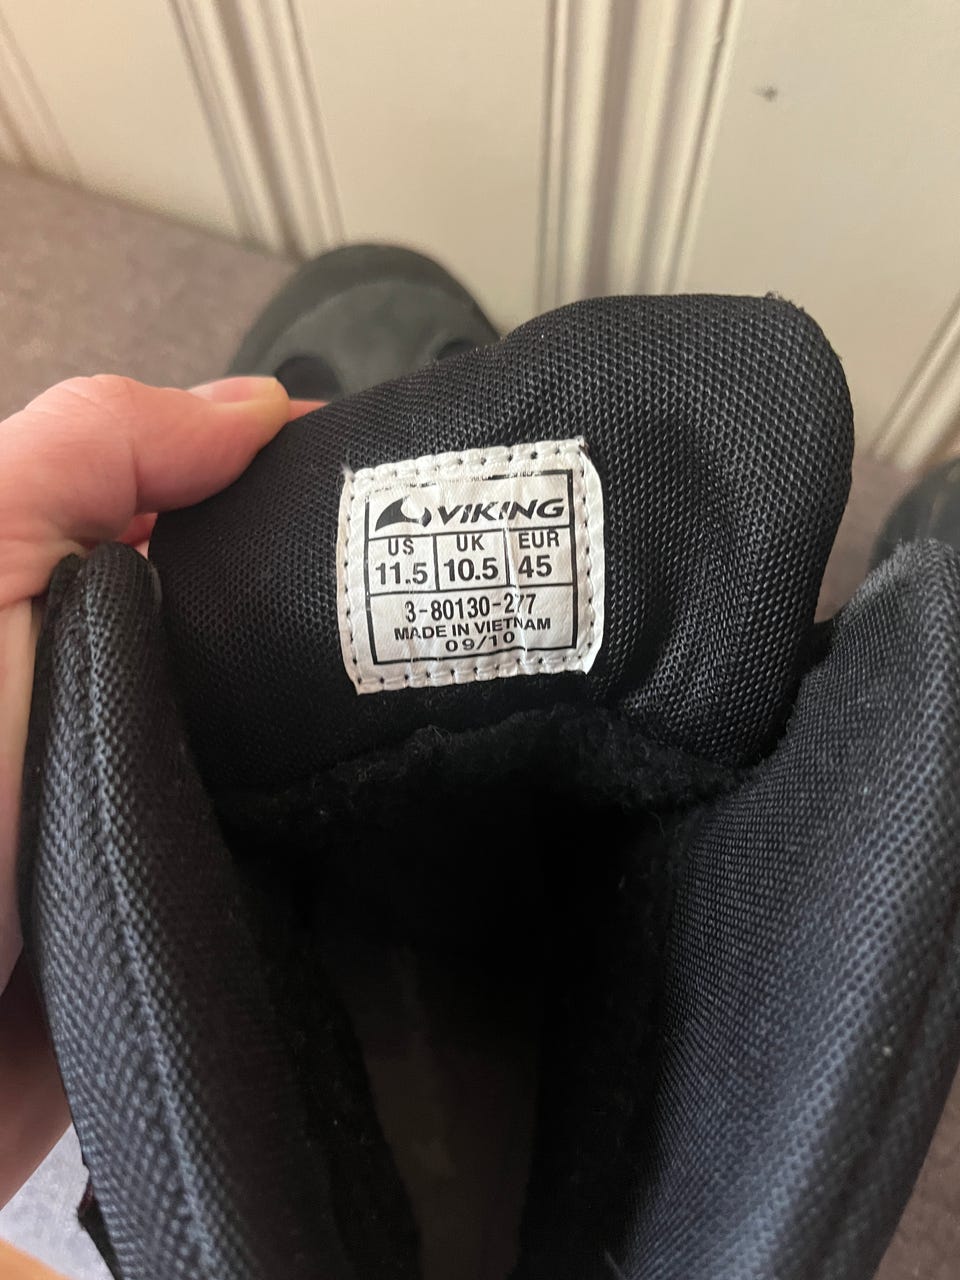 VIKING
US UK EUR
11.5 10.5 45
3-80130-277
MADE IN VIETNAM
09/10